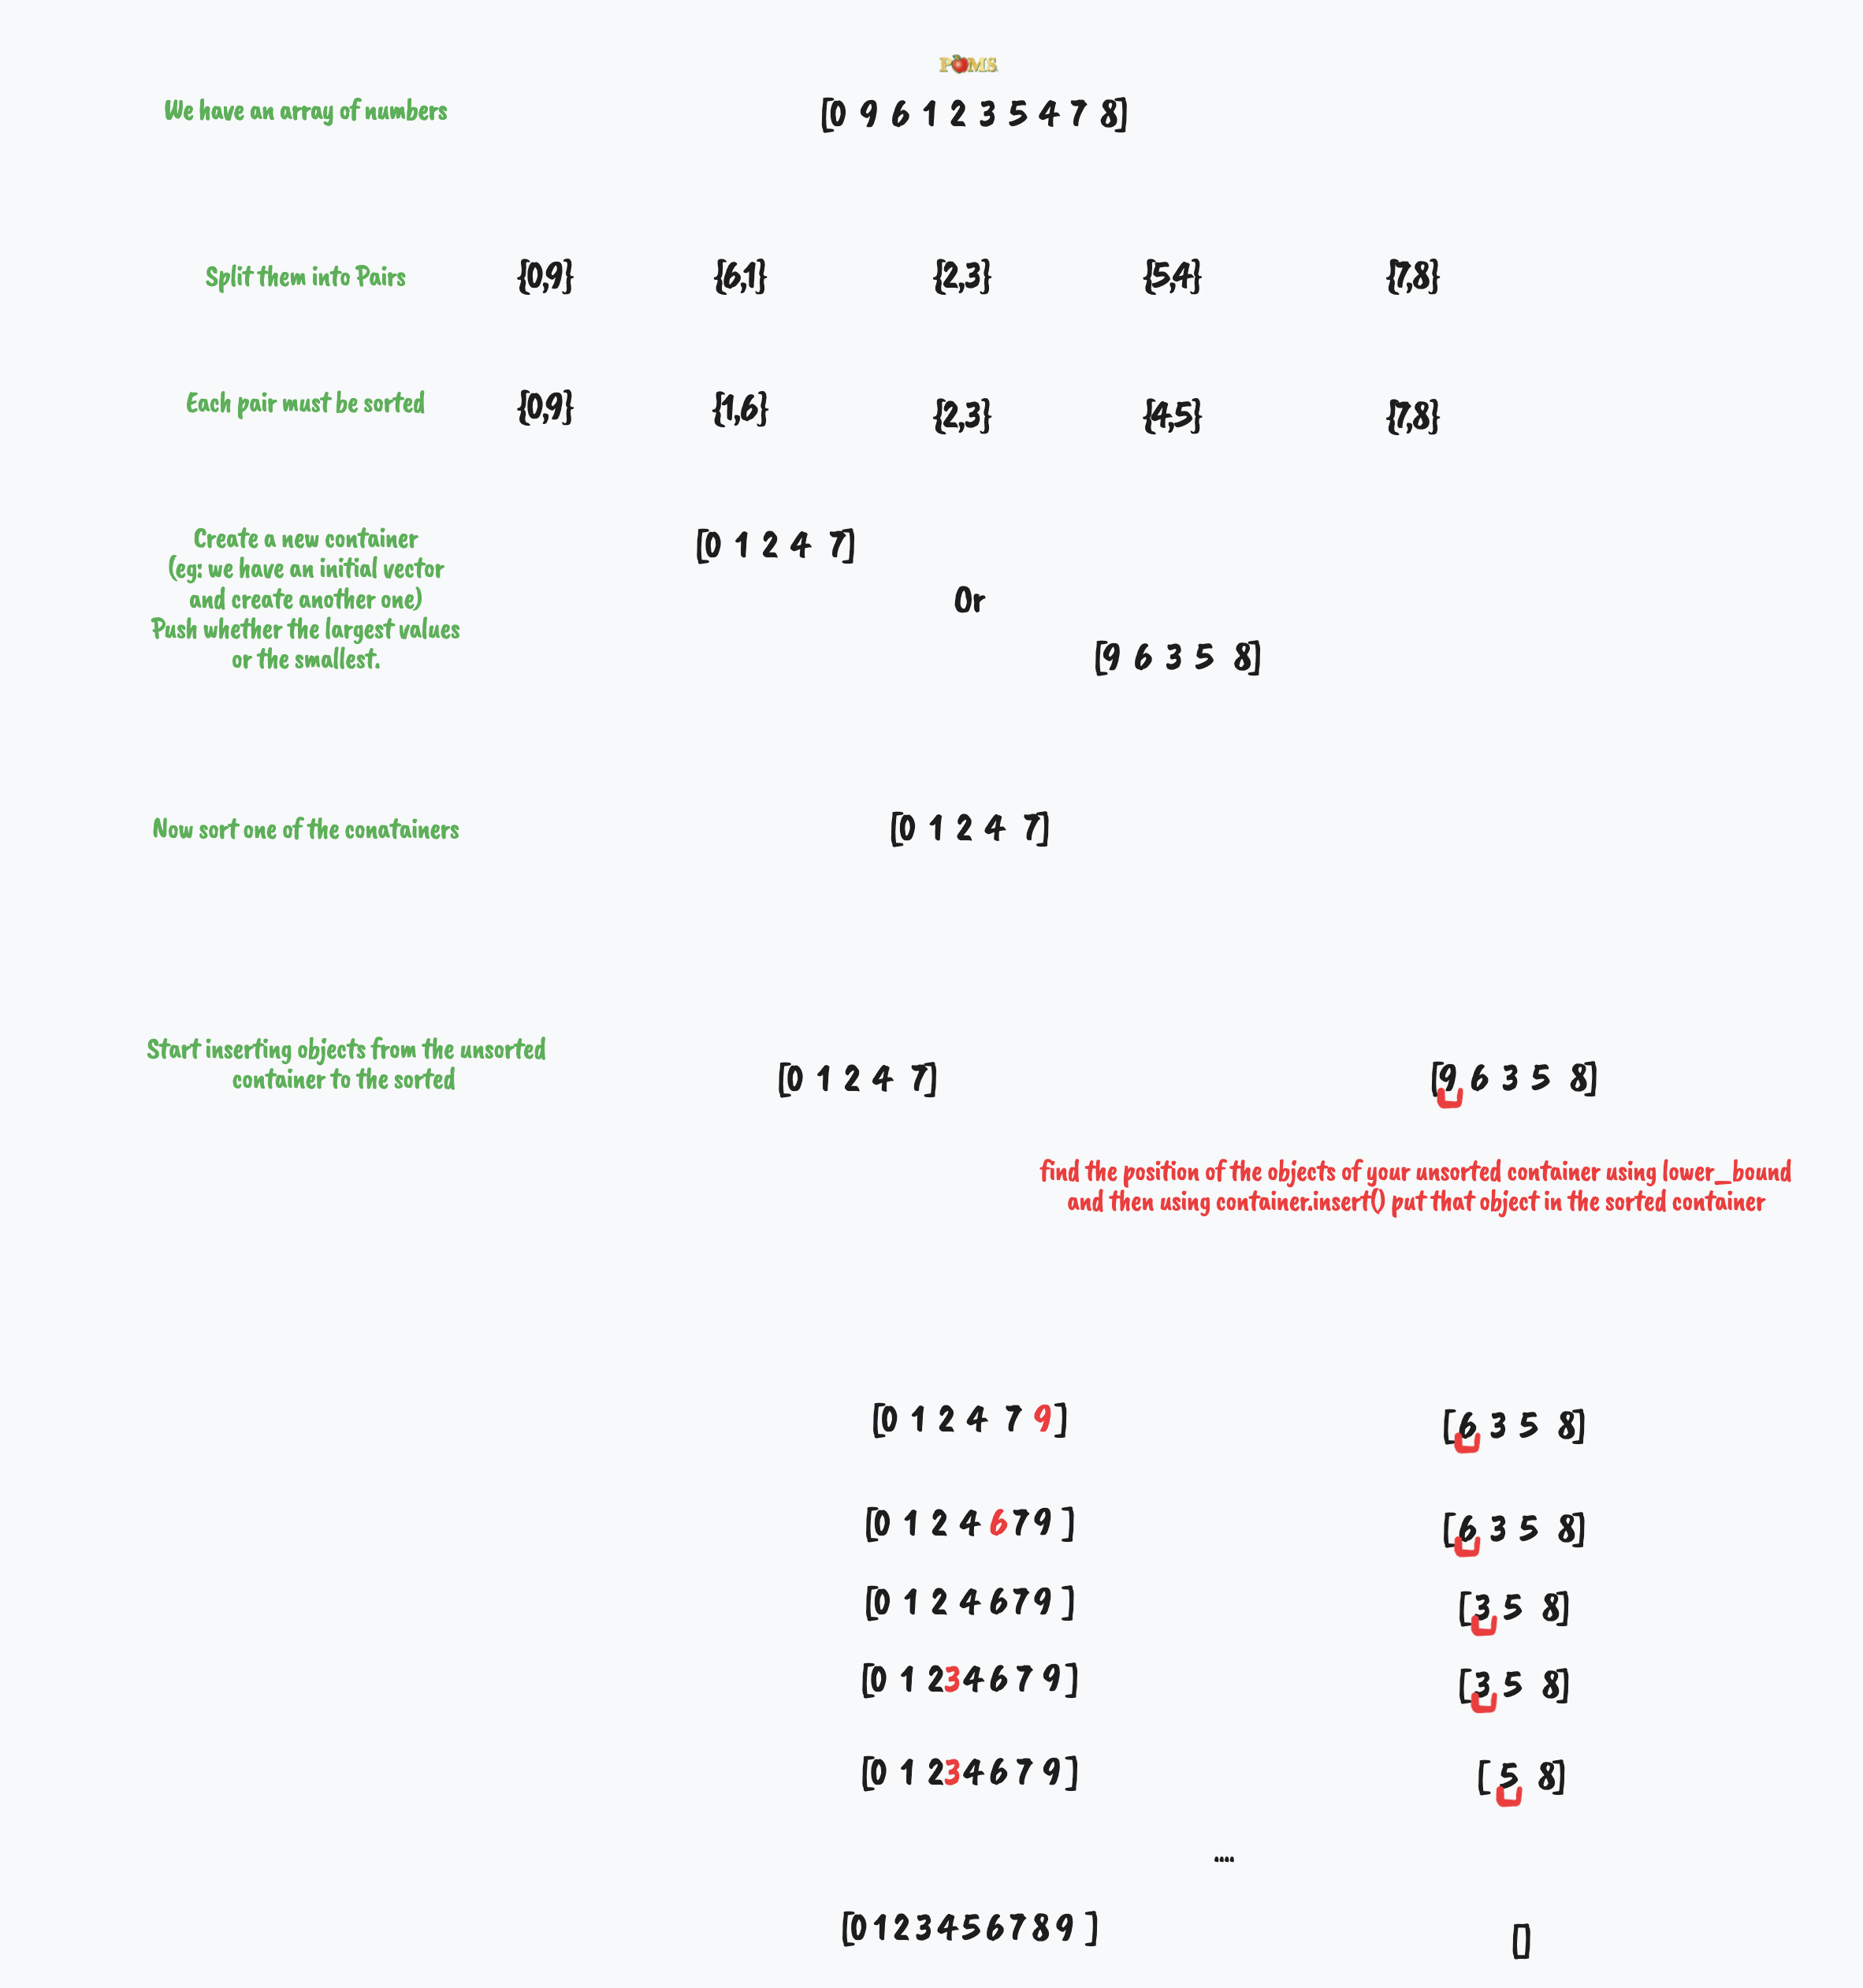 POMS
We have an array of numbers
[0 9 6 1 2 3 5 4 7 8]
Split them into Pairs
{0,9} {6,1} {2,3} {5,4} {7,8}
Each pair must be sorted
{0,9} {1,6} {2,3} {4,5} {7,8}
Create a new container
(eg: we have an initial vector
and create another one)
Push whether the largest values
or the smallest.
[0 1 2 4 7]
Or
[9 6 3 5 8]
Now sort one of the conatainers
[0 1 2 4 7]
Start inserting objects from the unsorted
container to the sorted
[0 1 2 4 7] [9 6 3 5 8]
find the position of the objects of your unsorted container using lower_bound
and then using container.insert() put that object in the sorted container
[0 1 2 4 7 9 ] [ 6 3 5 8]
[0 1 2 4 6 7 9 ] [ 6 3 5 8]
[0 1 2 4 6 7 9 ] [ 3 5 8]
[0 1 2 3 4 6 7 9 ] [ 3 5 8]
[0 1 2 3 4 6 7 9 ] [ 5 8]
....
[0 1 2 3 4 5 6 7 8 9 ] []